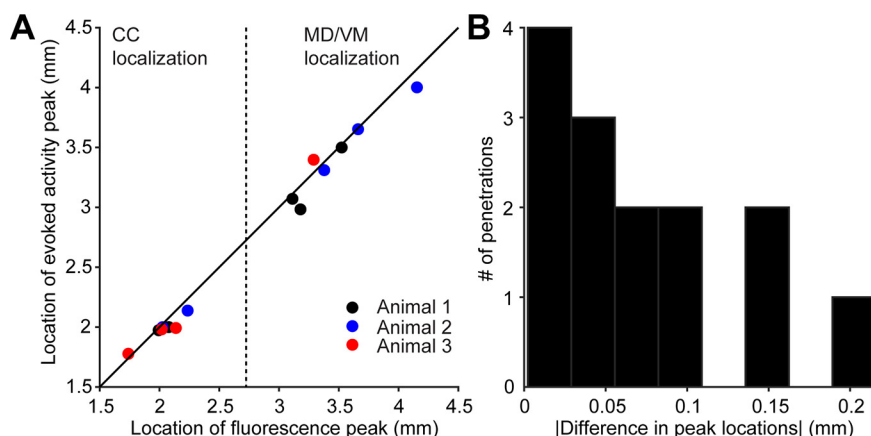 A
CC
localization
MD/VM
localization
Location of evoked activity peak (mm)
4.5
4
3.5
3
2.5
2
1.5
Animal 1
Animal 2
Animal 3
1.5 2 2.5 3 3.5 4 4.5
Location of fluorescence peak (mm)
B
# of penetrations
4
3
2
1
0
0 0.05 0.1 0.15 0.2
|Difference in peak locations| (mm)